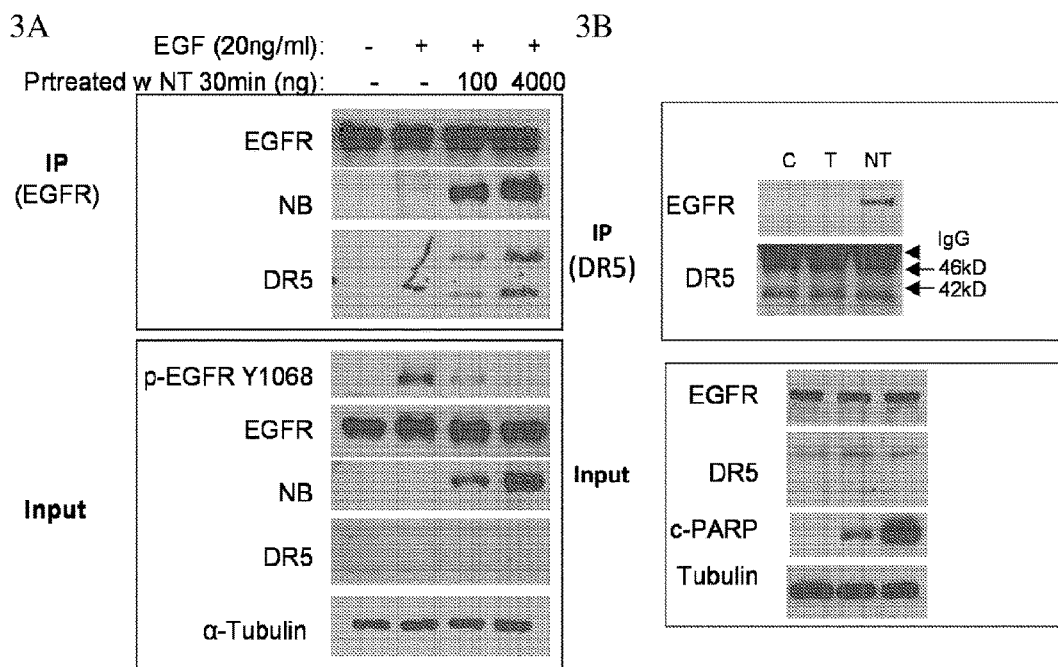 3A
EGF (20ng/ml): - + + +
Prtreated w NT 30min (ng): - - 100 4000
IP
(EGFR)
EGFR
NB
DR5
Input
p-EGFR Y1068
EGFR
NB
DR5
α-Tubulin
3B
C T NT
IP
(DR5)
EGFR
DR5
IgG
46kD
42kD
Input
EGFR
DR5
c-PARP
Tubulin